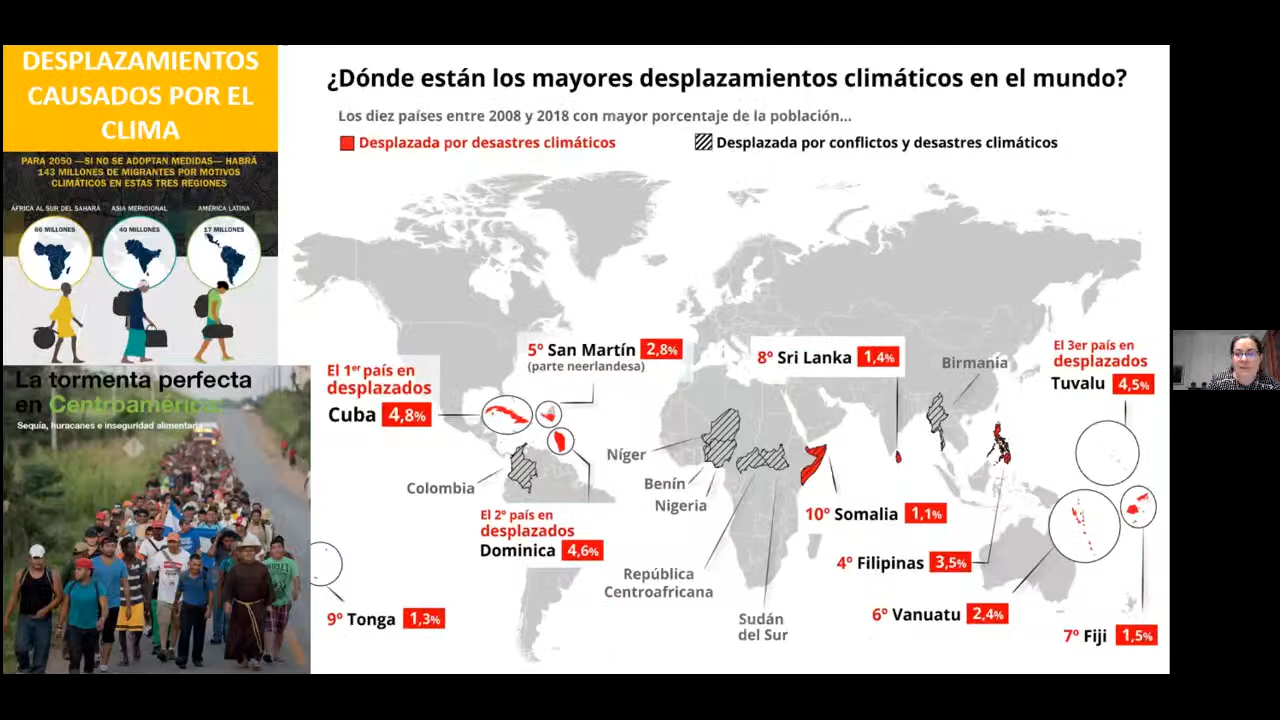 DESPLAZAMIENTOS
CAUSADOS POR EL
CLIMA
PARA 2050 —SI NO SE ADOPTAN MEDIDAS— HABRÁ
143 MILLONES DE MIGRANTES POR MOTIVOS
CLIMÁTICOS EN ESTAS TRES REGIONES
ÁFRICA AL SUR DEL SAHARA
ASIA MERIDIONAL
AMÉRICA LATINA
86 MILLONES
40 MILLONES
17 MILLONES
La tormenta perfecta
en Centroamérica:
Sequía, huracanes e inseguridad alimentaria
¿Dónde están los mayores desplazamientos climáticos en el mundo?
Los diez países entre 2008 y 2018 con mayor porcentaje de la población...
Desplazada por desastres climáticos
Desplazada por conflictos y desastres climáticos
El 1er país en
desplazados
Cuba 4,8%
5º San Martín 2,8%
(parte neerlandesa)
8º Sri Lanka 1,4%
Birmania
El 3er país en
desplazados
Tuvalu 4,5%
Colombia
Níger
Benín
Nigeria
El 2º país en
desplazados
Dominica 4,6%
10º Somalia 1,1%
4º Filipinas 3,5%
República
Centroafricana
Sudán
del Sur
9º Tonga 1,3%
6º Vanuatu 2,4%
7º Fiji 1,5%